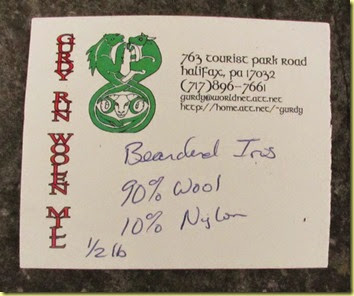 GURDY RUN WOOLEN MILL
763 tourist park road
halifax, pa 17032
(717)896-7661
gurdy@worldnet.att.net
http://home.att.net/~gurdy
Bearded Iris
90% Wool
10% Nylon
1/2 lb